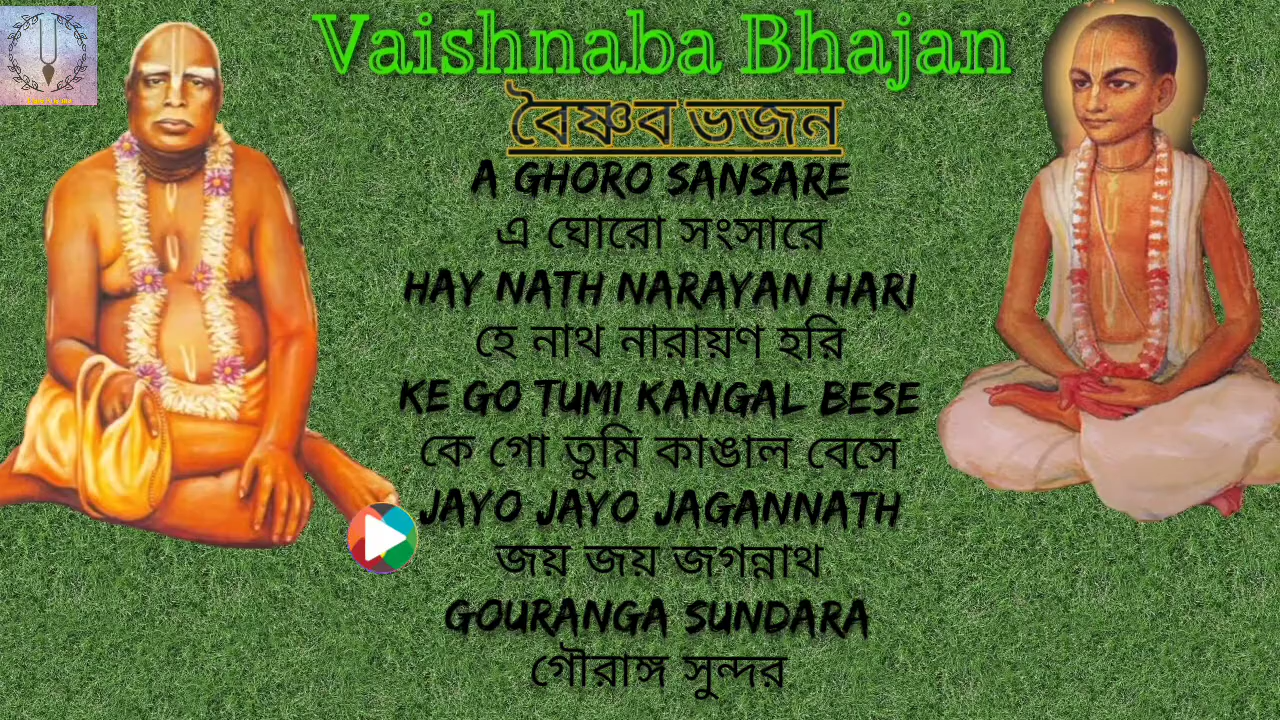 Vaishnaba Bhajan
বৈষ্ণব ভজন
A GHORO SANSARE
এ ঘোরো সংসারে
HAY NATH NARAYAN HARI
হে নাথ নারায়ণ হরি
KE GO TUMI KANGAL BESE
কে গো তুমি কাঙাল বেসে
JAYO JAYO JAGANNATH
জয় জয় জগন্নাথ
GOURANGA SUNDARA
গৌরাঙ্গ সুন্দর